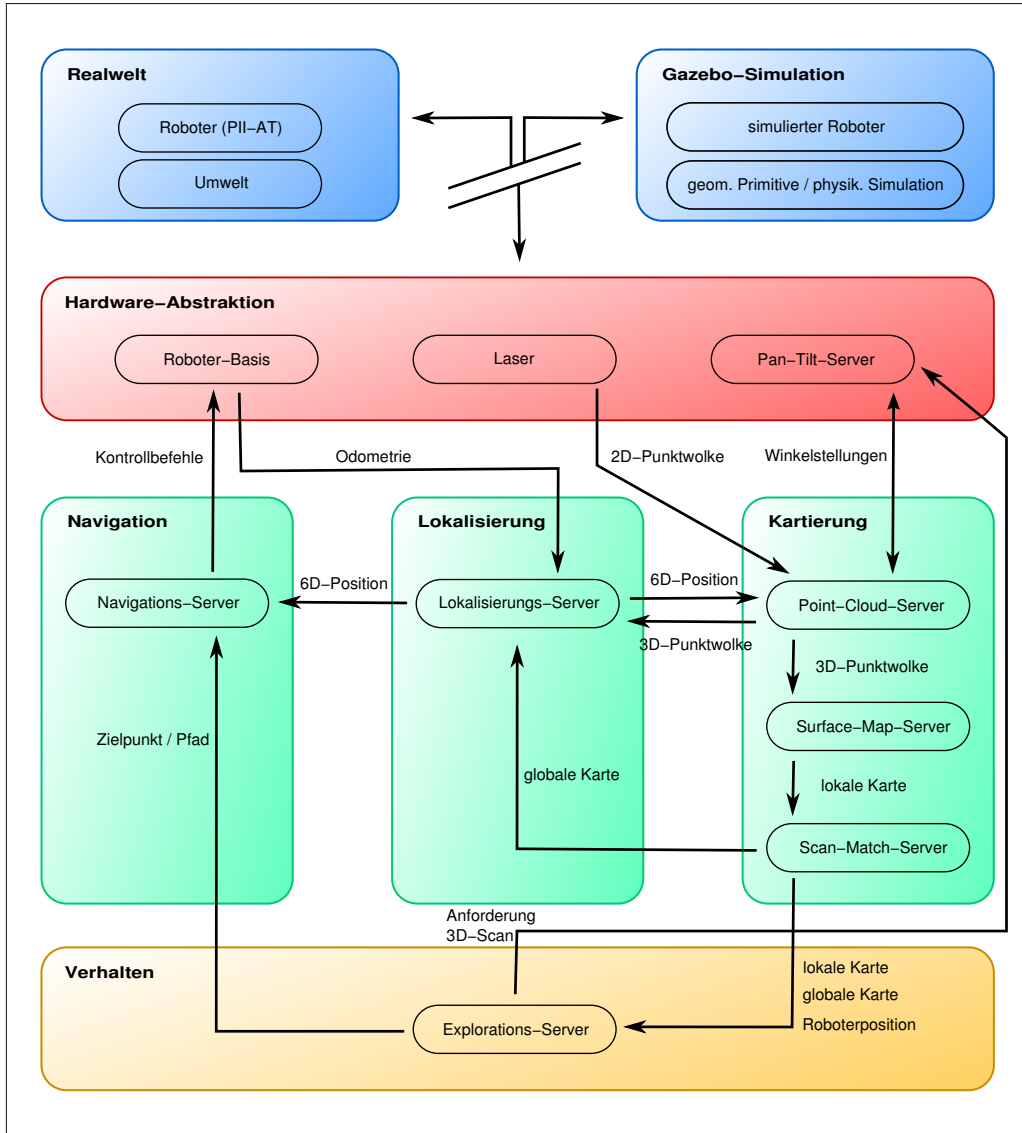 Realwelt
Roboter (PII–AT)
Umwelt
Gazebo–Simulation
simulierter Roboter
geom. Primitive / physik. Simulation
Hardware–Abstraktion
Roboter–Basis
Laser
Pan–Tilt–Server
Kontrollbefehle
Odometrie
2D–Punktwolke
Winkelstellungen
Navigation
Navigations–Server
6D–Position
Zielpunkt / Pfad
Lokalisierung
Lokalisierungs–Server
6D–Position
3D–Punktwolke
globale Karte
Kartierung
Point–Cloud–Server
3D–Punktwolke
Surface–Map–Server
lokale Karte
Scan–Match–Server
Anforderung
3D–Scan
Verhalten
Explorations–Server
lokale Karte
globale Karte
Roboterposition